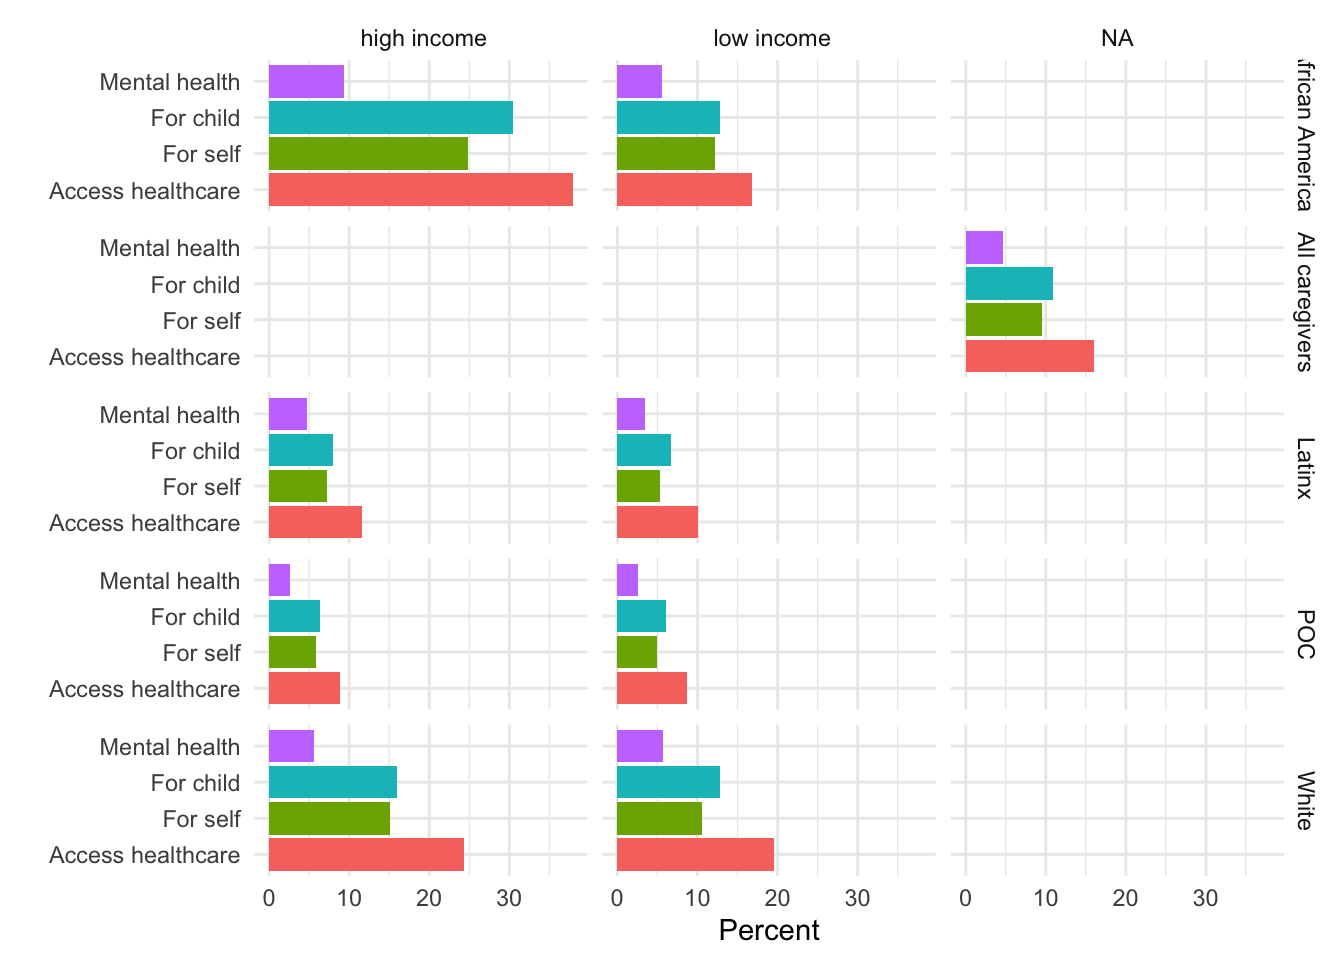 high income low income NA
Mental health
For child
For self
Access healthcare
frican America
Mental health
For child
For self
Access healthcare
All caregivers
Mental health
For child
For self
Access healthcare
Latinx
Mental health
For child
For self
Access healthcare
POC
Mental health
For child
For self
Access healthcare
White
0 10 20 30 0 10 20 30 0 10 20 30
Percent